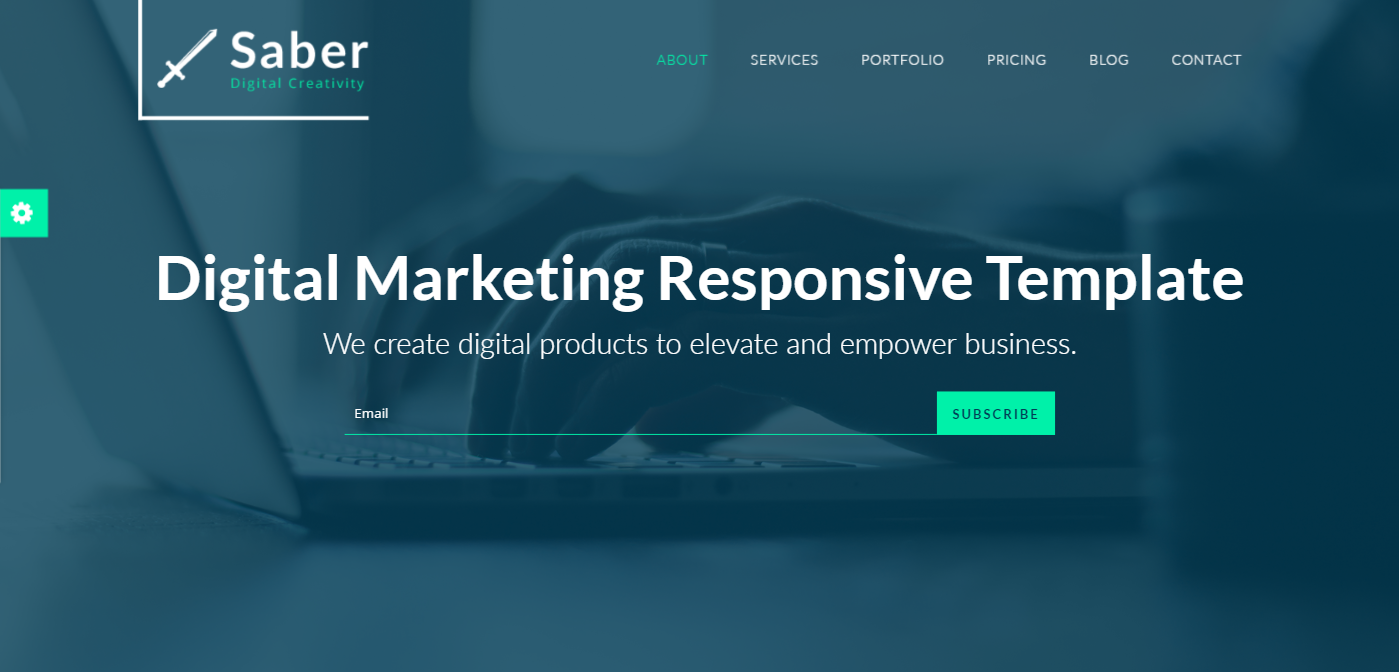 Saber
Digital Creativity
ABOUT SERVICES PORTFOLIO PRICING BLOG CONTACT
Digital Marketing Responsive Template
We create digital products to elevate and empower business.
Email SUBSCRIBE